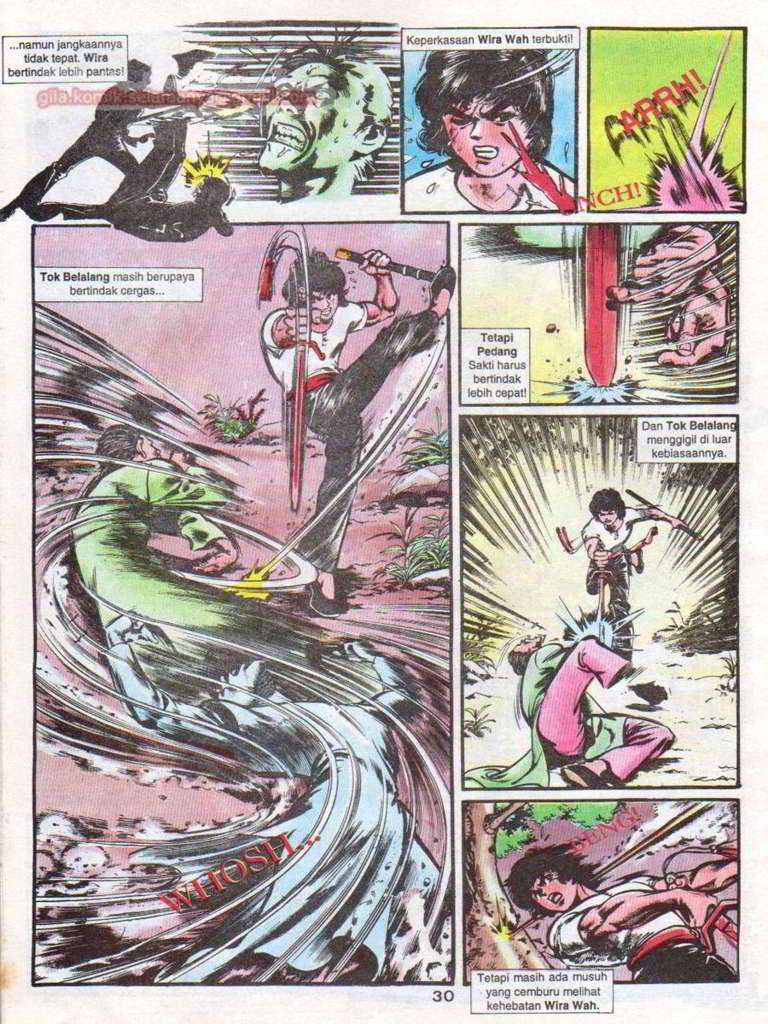 ...namun jangkaannya
tidak tepat. Wira
bertindak lebih pantas!
Keperkasaan Wira Wah terbukti!
ARRH!
NCH!
Tok Belalang masih berupaya
bertindak cergas...
Tetapi
Pedang
Sakti harus
bertindak
lebih cepat!
Dan Tok Belalang
menggigil di luar
kebiasaannya.
WHOSH...
DENG!
Tetapi masih ada musuh
yang cemburu melihat
kehebatan Wira Wah.
30